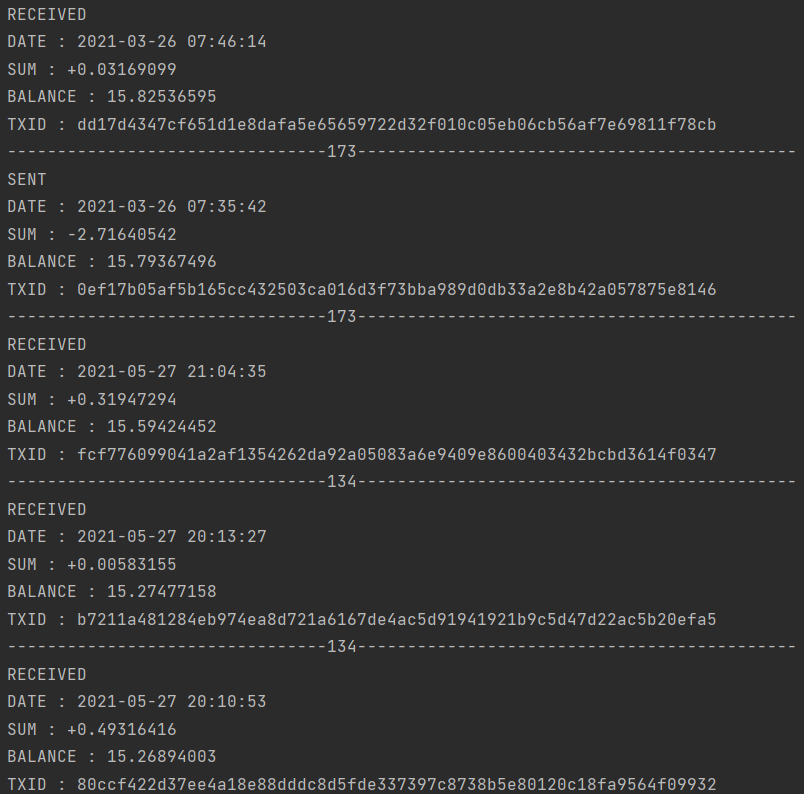 RECEIVED
DATE : 2021-03-26 07:46:14
SUM : +0.03169099
BALANCE : 15.82536595
TXID : dd17d4347cf651d1e8dafa5e65659722d32f010c05eb06cb56af7e69811f78cb
--------------------------------173--------------------------------------------
SENT
DATE : 2021-03-26 07:35:42
SUM : -2.71640542
BALANCE : 15.79367496
TXID : 0ef17b05af5b165cc432503ca016d3f73bba989d0db33a2e8b42a057875e8146
--------------------------------173--------------------------------------------
RECEIVED
DATE : 2021-05-27 21:04:35
SUM : +0.31947294
BALANCE : 15.59424452
TXID : fcf776099041a2af1354262da92a05083a6e9409e8600403432bcbd3614f0347
--------------------------------134--------------------------------------------
RECEIVED
DATE : 2021-05-27 20:13:27
SUM : +0.00583155
BALANCE : 15.27477158
TXID : b7211a481284eb974ea8d721a6167de4ac5d91941921b9c5d47d22ac5b20efa5
--------------------------------134--------------------------------------------
RECEIVED
DATE : 2021-05-27 20:10:53
SUM : +0.49316416
BALANCE : 15.26894003
TXID : 80ccf422d37ee4a18e88dddc8d5fde337397c8738b5e80120c18fa9564f09932